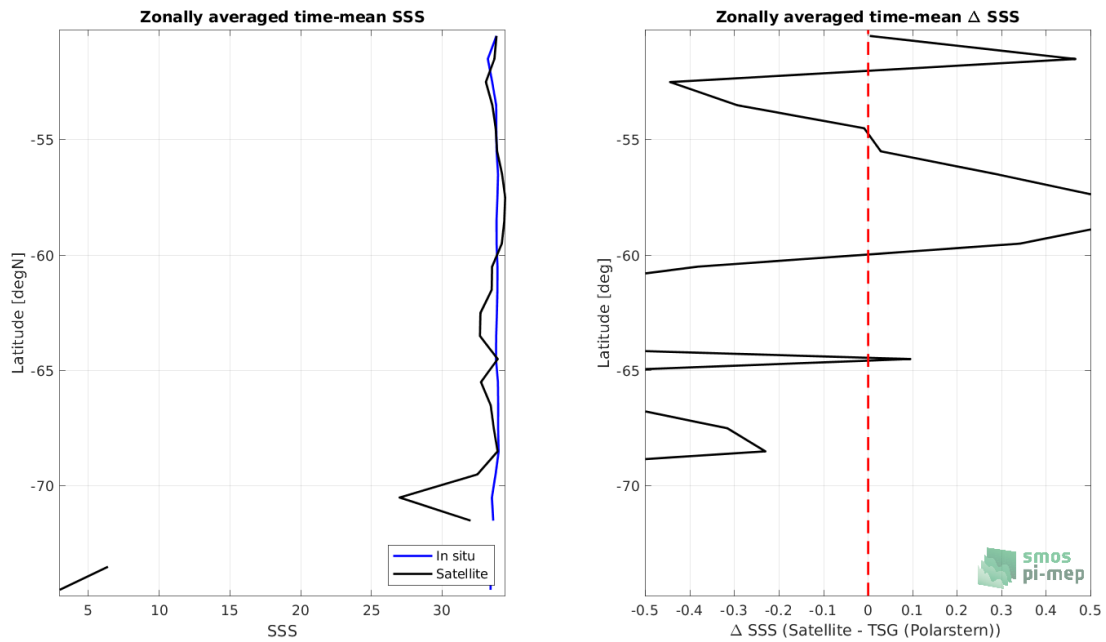 Zonally averaged time-mean SSS
Latitude [degN]
-55
-60
-65
-70
5 10 15 20 25 30
SSS
In situ
Satellite
Zonally averaged time-mean Δ SSS
Latitude [deg]
-55
-60
-65
-70
-0.5 -0.4 -0.3 -0.2 -0.1 0 0.1 0.2 0.3 0.4 0.5
Δ SSS (Satellite - TSG (Polarstern))
smos
pi-mep